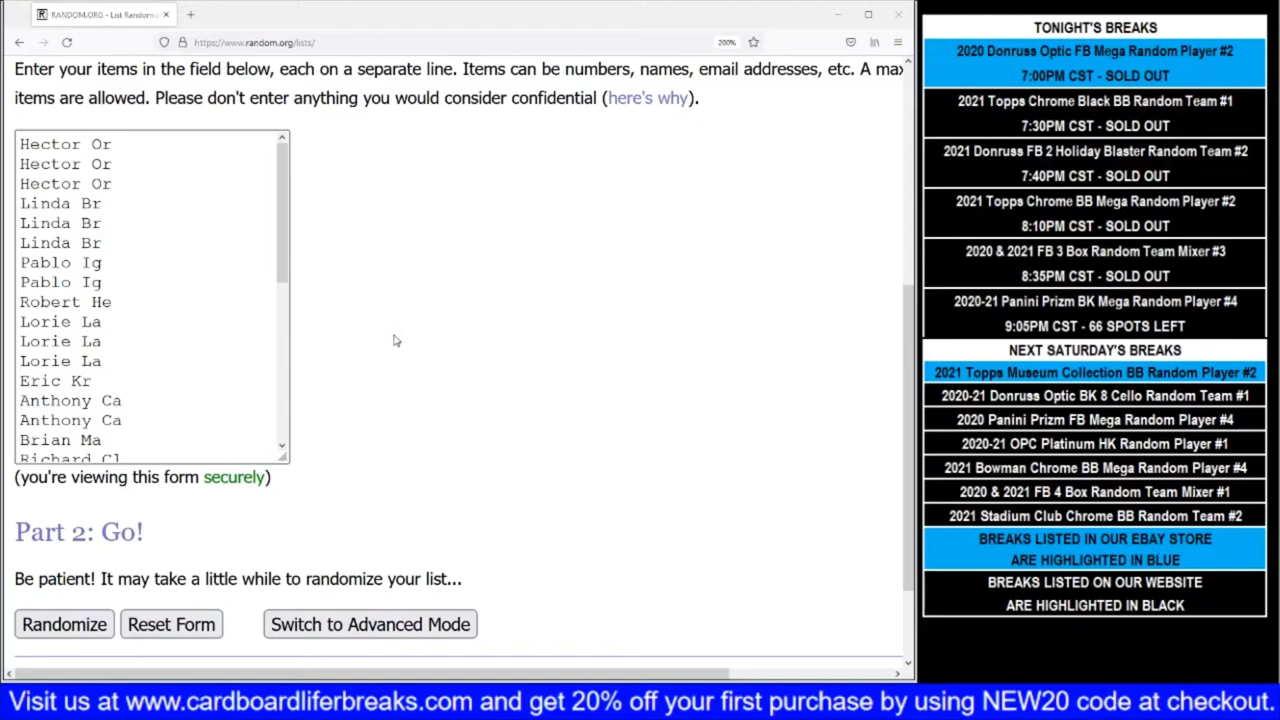 RANDOM.ORG - List Randomi
https://www.random.org/lists/
200%
Enter your items in the field below, each on a separate line. Items can be numbers, names, email addresses, etc. A max
items are allowed. Please don't enter anything you would consider confidential (here's why).
Hector Or
Hector Or
Hector Or
Linda Br
Linda Br
Linda Br
Pablo Ig
Pablo Ig
Robert He
Lorie La
Lorie La
Lorie La
Eric Kr
Anthony Ca
Anthony Ca
Brian Ma
Richard Cl
(you're viewing this form securely)
Part 2: Go!
Be patient! It may take a little while to randomize your list...
Randomize
Reset Form
Switch to Advanced Mode
TONIGHT'S BREAKS
2020 Donruss Optic FB Mega Random Player #2
7:00PM CST - SOLD OUT
2021 Topps Chrome Black BB Random Team #1
7:30PM CST - SOLD OUT
2021 Donruss FB 2 Holiday Blaster Random Team #2
7:40PM CST - SOLD OUT
2021 Topps Chrome BB Mega Random Player #2
8:10PM CST - SOLD OUT
2020 & 2021 FB 3 Box Random Team Mixer #3
8:35PM CST - SOLD OUT
2020-21 Panini Prizm BK Mega Random Player #4
9:05PM CST - 66 SPOTS LEFT
NEXT SATURDAY'S BREAKS
2021 Topps Museum Collection BB Random Player #2
2020-21 Donruss Optic BK 8 Cello Random Team #1
2020 Panini Prizm FB Mega Random Player #4
2020-21 OPC Platinum HK Random Player #1
2021 Bowman Chrome BB Mega Random Player #4
2020 & 2021 FB 4 Box Random Team Mixer #1
2021 Stadium Club Chrome BB Random Team #2
BREAKS LISTED IN OUR EBAY STORE
ARE HIGHLIGHTED IN BLUE
BREAKS LISTED ON OUR WEBSITE
ARE HIGHLIGHTED IN BLACK
Visit us at www.cardboardliferbreaks.com and get 20% off your first purchase by using NEW20 code at checkout.